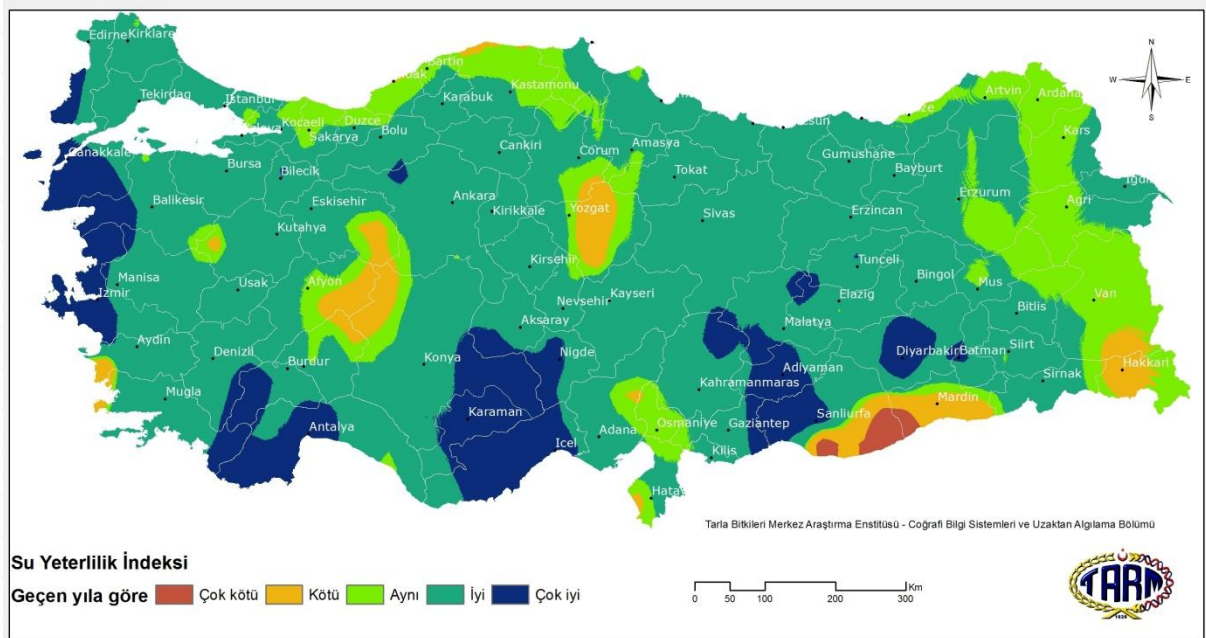 N
W E
S
Edirne Kirklare
Tekirdag
Istanbul
Bartin
Kastamonu
Karabuk
Artvin
Ardaha
Kars
Kocaeli
Sakarya
Duzce
Bolu
Canakkale
Cankiri
Corum
Amasya
Tokat
Gumushane
Bayburt
Igdi
Bursa
Bilecik
Balikesir
Eskisehir
Ankara
Kirikkale
Yozgat
Sivas
Erzincan
Erzurum
Agri
Kutahya
Manisa
Izmir
Usak
Afyon
Kirsehir
Nevsehir
Kayseri
Tunceli
Elazig
Bingol
Mus
Bitlis
Van
Aksaray
Malatya
Aydin
Denizli
Burdur
Konya
Nigde
Adiyaman
Diyarbakir
Batman
Siirt
Sirnak
Hakkari
Mugla
Antalya
Karaman
Kahramanmaras
Mardin
Icel
Adana
Osmaniye
Gaziantep
Sanliurfa
Kilis
Hatay
Tarla Bitkileri Merkez Araştırma Enstitüsü - Coğrafi Bilgi Sistemleri ve Uzaktan Algılama Bölümü
Su Yeterlilik İndeksi
Geçen yıla göre Çok kötü Kötü Aynı İyi Çok iyi
0 50 100 200 300 Km
TARM